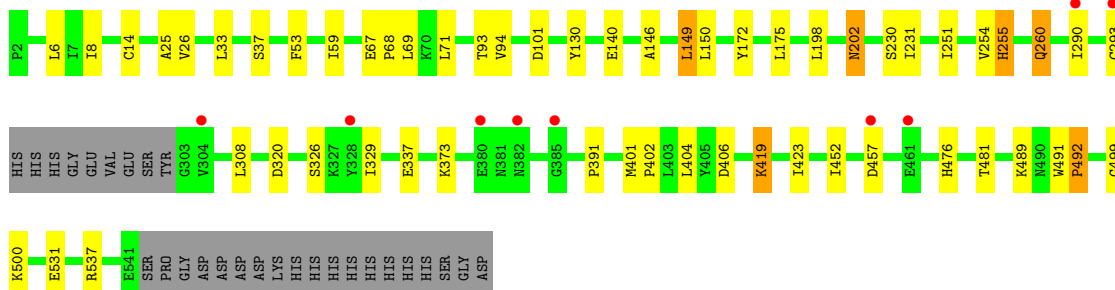 P2 L6 I7 I8 C14 A25 V26 L33 S37 F53 I59 E67 P68 L69 K70 L71 T93 V94 D101 Y130 E140 A146 L149 L150 Y172 L175 L198 N202 S230 I231 I251 V254 H255 Q260 I290
HIS HIS HIS GLY GLU VAL GLU SER TYR G303 V304 L308 D320 S326 K327 Y328 I329 E337 K373 E380 N381 N382 G385 P391 M401 P402 L403 L404 Y405 D406 K419 I423 I452 D457 E461 H476 T481 K489 N490 W491 P492
K500 E531 R537 E541 SER PRO GLY ASP ASP ASP ASP LYS HIS HIS HIS HIS HIS HIS HIS HIS HIS HIS SER GLY ASP